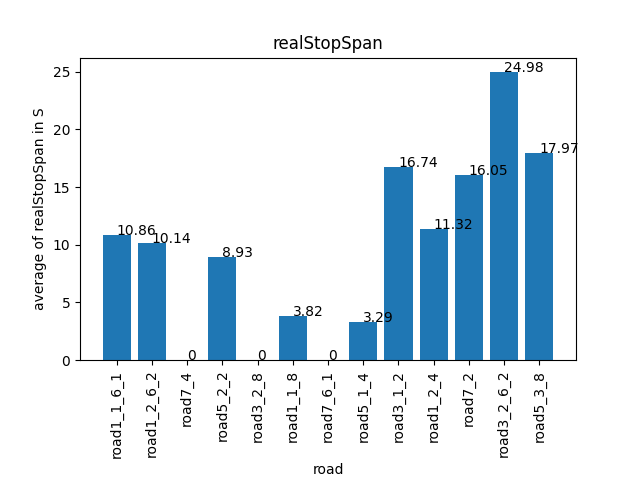 realStopSpan
average of realStopSpan in S
25
20
15
10
5
0
10.86
10.14
0
8.93
0
3.82
0
3.29
16.74
11.32
16.05
24.98
17.97
road1_1_6_1
road1_2_6_2
road7_4
road5_2_2
road3_2_8
road1_1_8
road7_6_1
road5_1_4
road3_1_2
road1_2_4
road7_2
road3_2_6_2
road5_3_8
road